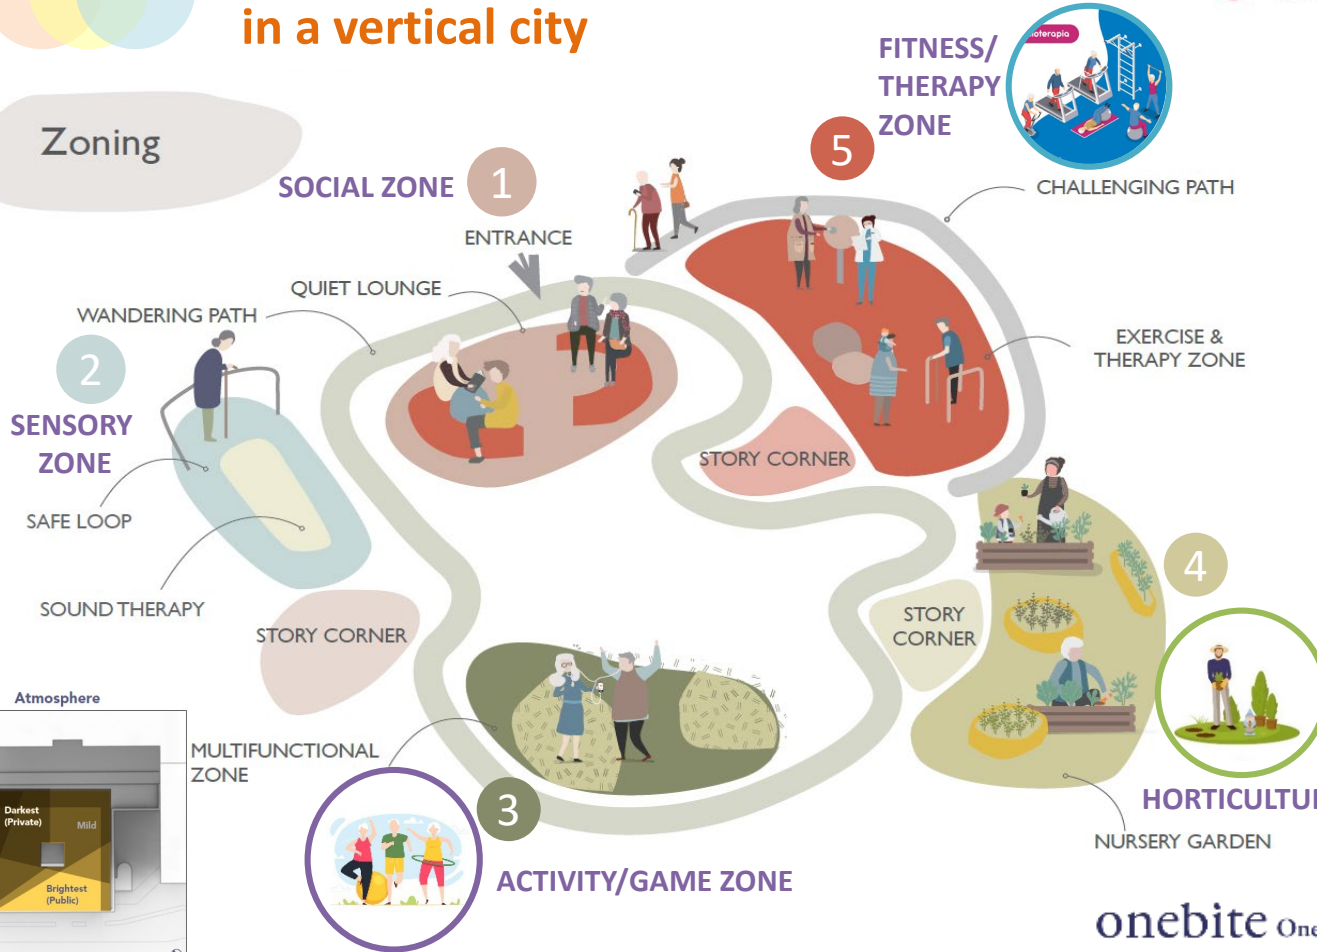 in a vertical city
Zoning
FITNESS/
THERAPY
ZONE
5
SOCIAL ZONE
1
ENTRANCE
CHALLENGING PATH
QUIET LOUNGE
WANDERING PATH
2
SENSORY
ZONE
EXERCISE &
THERAPY ZONE
STORY CORNER
SAFE LOOP
SOUND THERAPY
STORY CORNER
4
STORY
CORNER
Atmosphere
Darkest
(Private)
Mild
Brightest
(Public)
MULTIFUNCTIONAL
ZONE
3
ACTIVITY/GAME ZONE
HORTICULTU
NURSERY GARDEN
onebite One